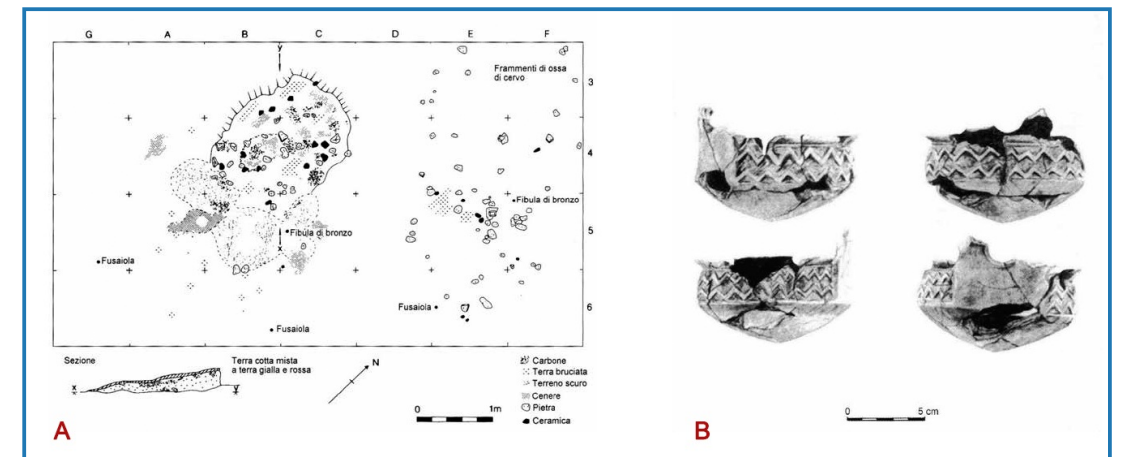 G A B C D E F
y
Frammenti di ossa
di cervo
3
4
Fibula di bronzo
Fibula di bronzo
5
x
Fusaiola
Fusaiola
6
Fusaiola
Sezione
Terra cotta mista
a terra gialla e rossa
N
x y
Carbone
Terra bruciata
Terreno scuro
Cenere
Pietra
Ceramica
0 1m
A
0 5 cm
B